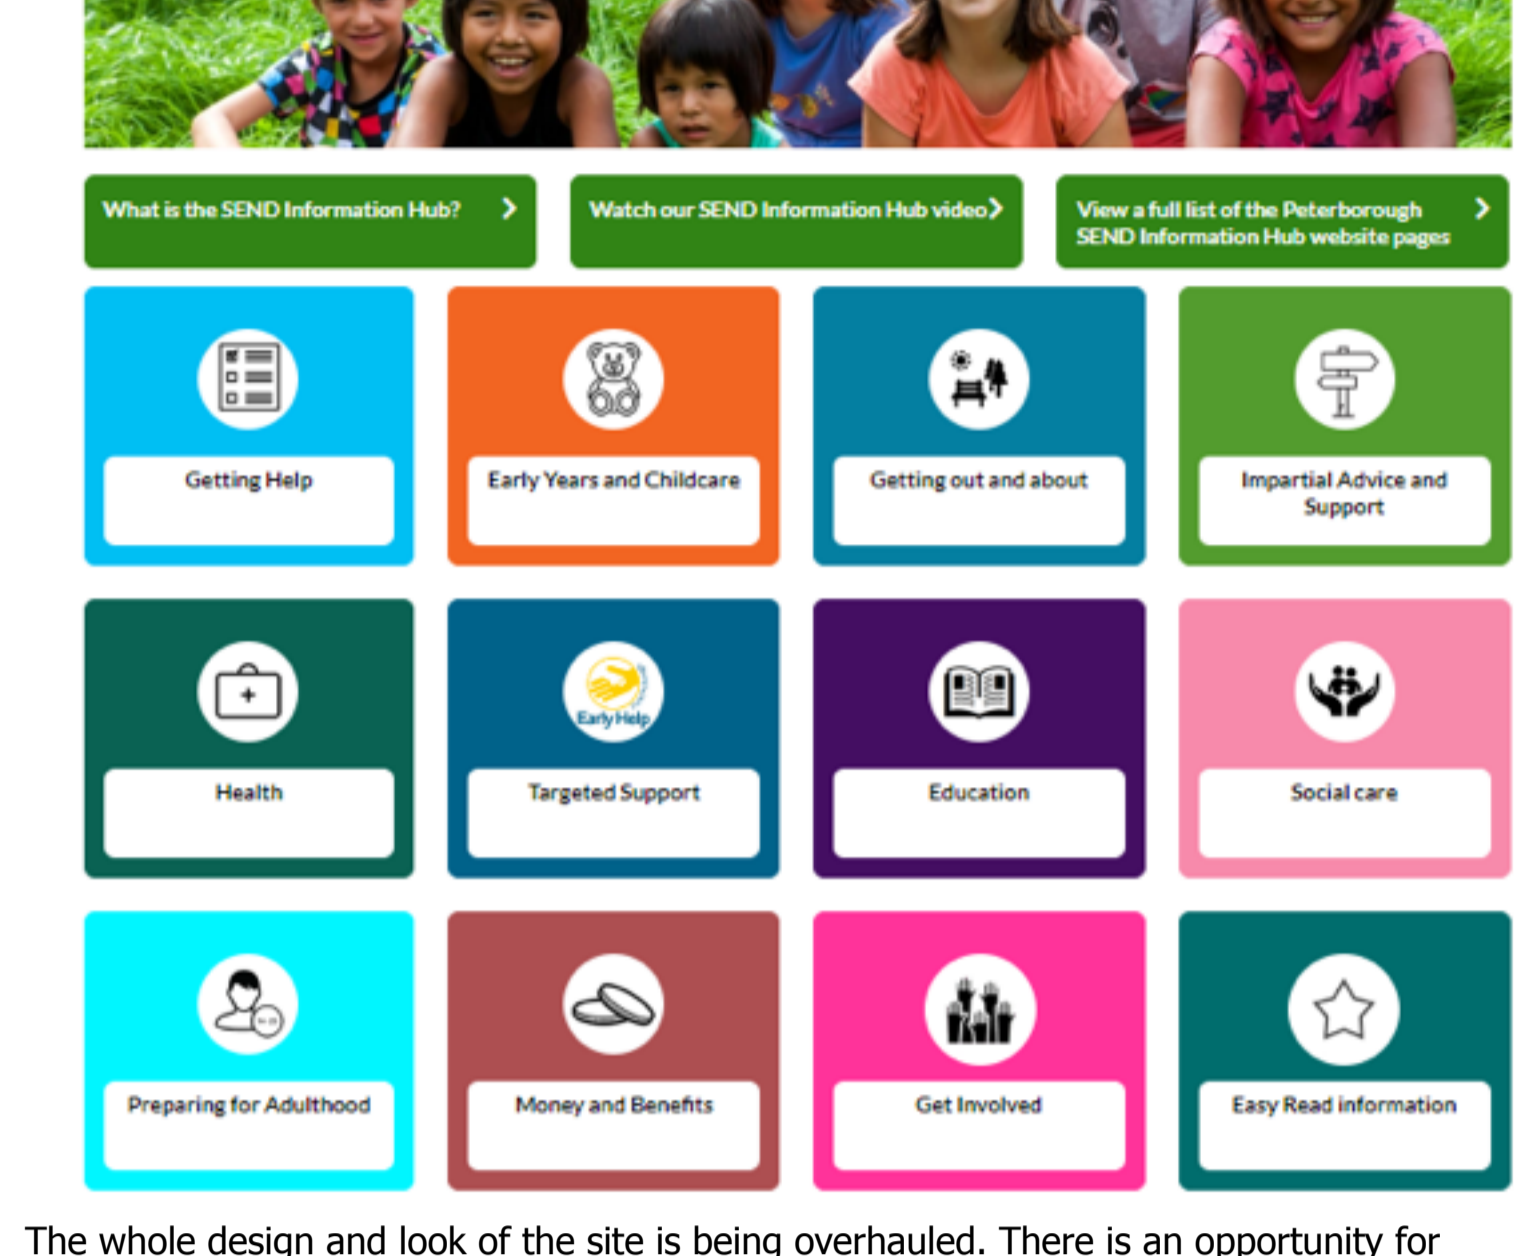 What is the SEND Information Hub?
Watch our SEND Information Hub video
View a full list of the Peterborough
SEND Information Hub website pages
Getting Help
Early Years and Childcare
Getting out and about
Impartial Advice and
Support
Early Help
Health
Targeted Support
Education
Social care
Preparing for Adulthood
Money and Benefits
Get Involved
Easy Read information
The whole design and look of the site is being overhauled. There is an opportunity for